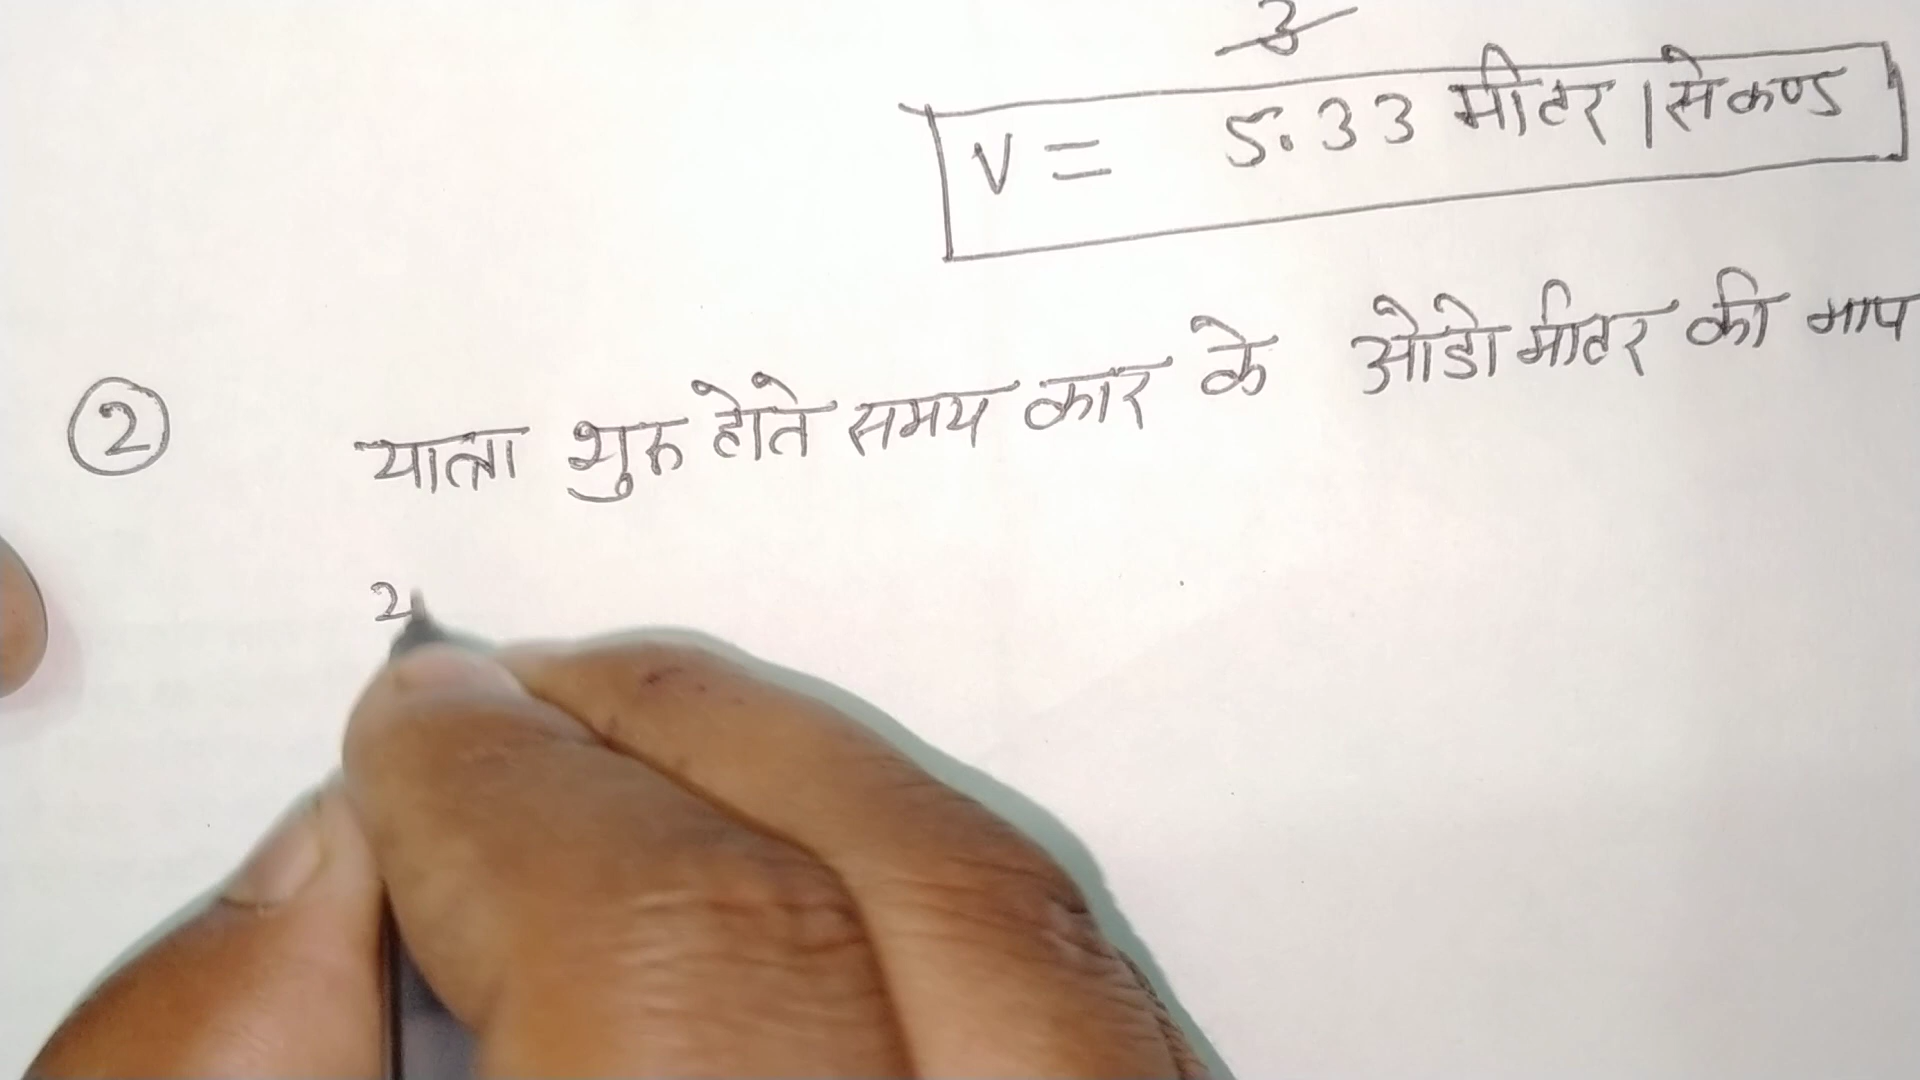 3
V = 5.33 मीटर।सेकण्ड
② यात्रा शुरु होते समय कार के ओडोमीटर की माप
2